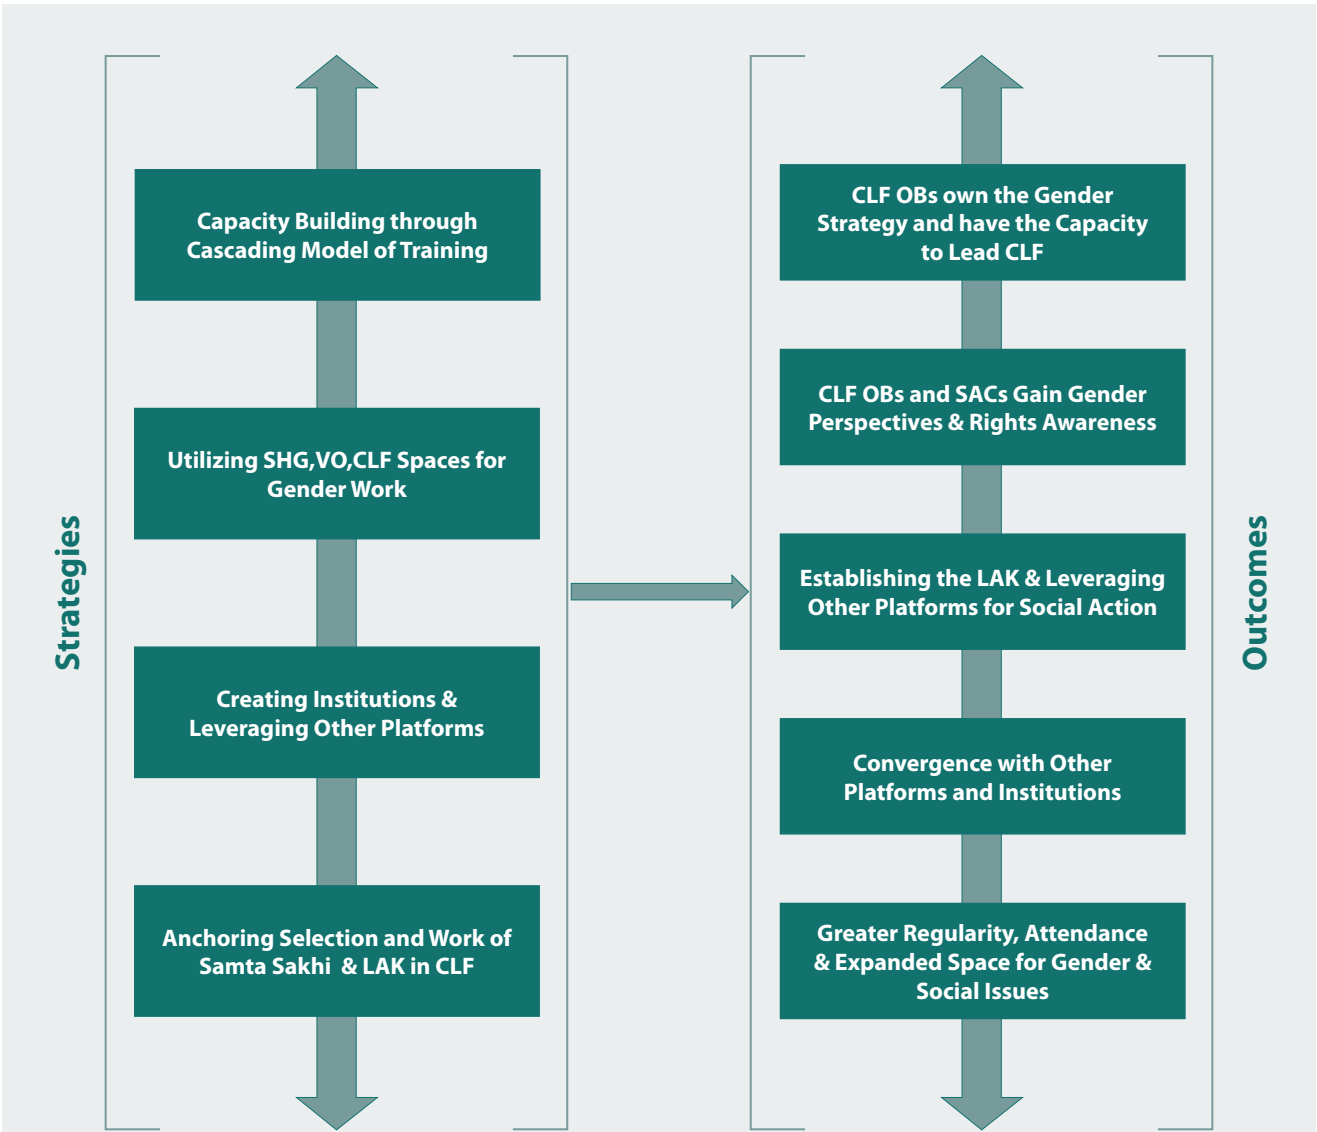 Strategies
Capacity Building through
Cascading Model of Training
Utilizing SHG,VO,CLF Spaces for
Gender Work
Creating Institutions &
Leveraging Other Platforms
Anchoring Selection and Work of
Samta Sakhi & LAK in CLF
CLF OBs own the Gender
Strategy and have the Capacity
to Lead CLF
CLF OBs and SACs Gain Gender
Perspectives & Rights Awareness
Establishing the LAK & Leveraging
Other Platforms for Social Action
Convergence with Other
Platforms and Institutions
Greater Regularity, Attendance
& Expanded Space for Gender &
Social Issues
Outcomes